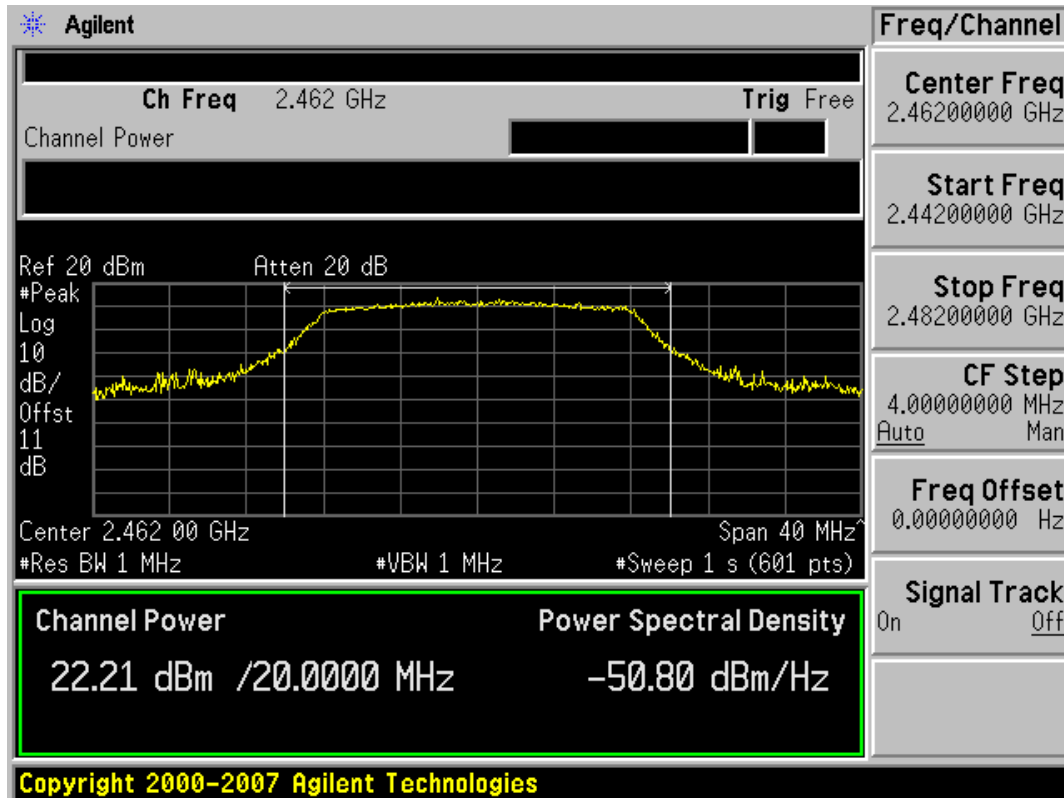 Agilent
Freq/Channel
Ch Freq 2.462 GHz
Trig Free
Channel Power
Center Freq
2.46200000 GHz
Start Freq
2.44200000 GHz
Stop Freq
2.48200000 GHz
CF Step
4.00000000 MHz
Auto Man
Freq Offset
0.00000000 Hz
Signal Track
On Off
Ref 20 dBm
Atten 20 dB
#Peak
Log
10
dB/
Offst
11
dB
Center 2.462 00 GHz
Span 40 MHz^
#Res BW 1 MHz
#VBW 1 MHz
#Sweep 1 s (601 pts)
Channel Power
Power Spectral Density
22.21 dBm /20.0000 MHz
-50.80 dBm/Hz
Copyright 2000-2007 Agilent Technologies